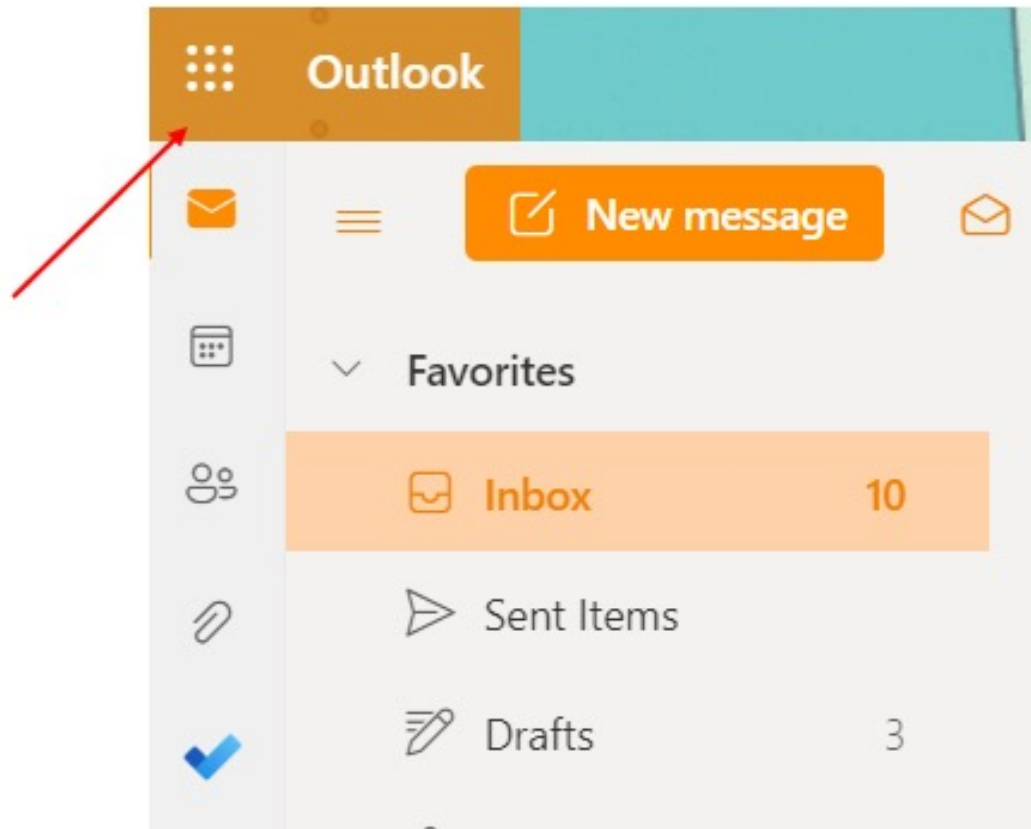 Outlook
New message
Favorites
Inbox 10
Sent Items
Drafts 3